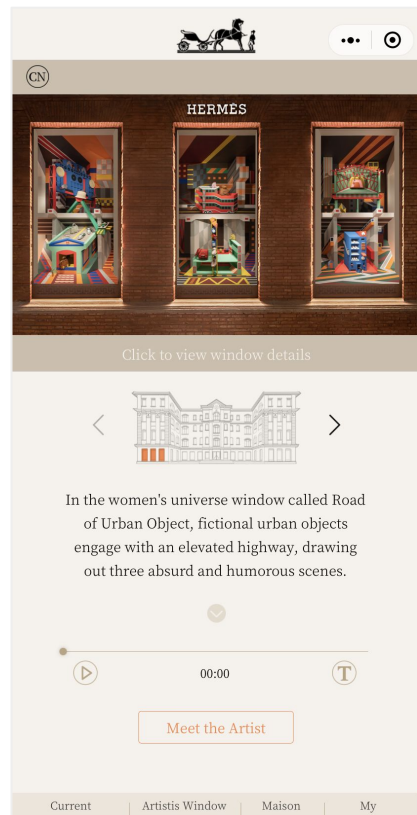 CN
HERMÈS
Click to view window details
In the women's universe window called Road
of Urban Object, fictional urban objects
engage with an elevated highway, drawing
out three absurd and humorous scenes.
00:00
T
Meet the Artist
Current
Artistis Window
Maison
My